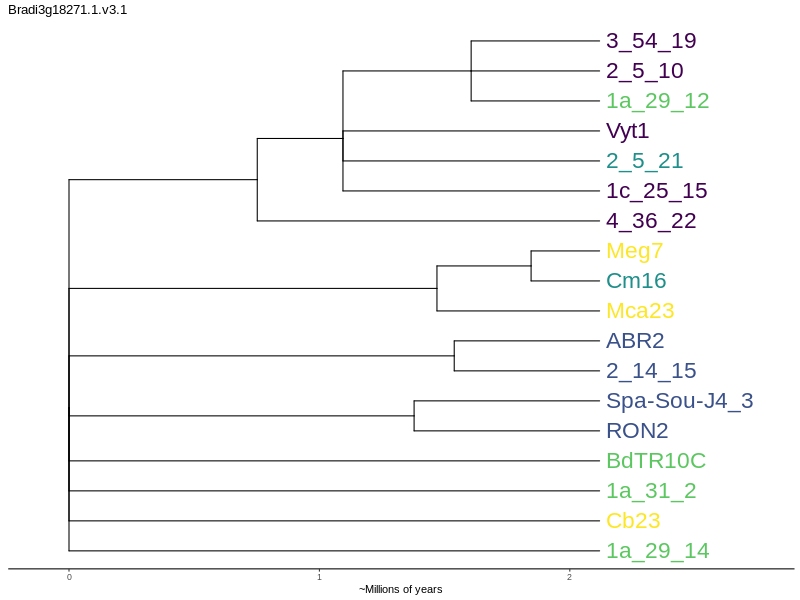 Bradi3g18271.1.v3.1
3_54_19
2_5_10
1a_29_12
Vyt1
2_5_21
1c_25_15
4_36_22
Meg7
Cm16
Mca23
ABR2
2_14_15
Spa-Sou-J4_3
RON2
BdTR10C
1a_31_2
Cb23
1a_29_14
0 1 2
~Millions of years